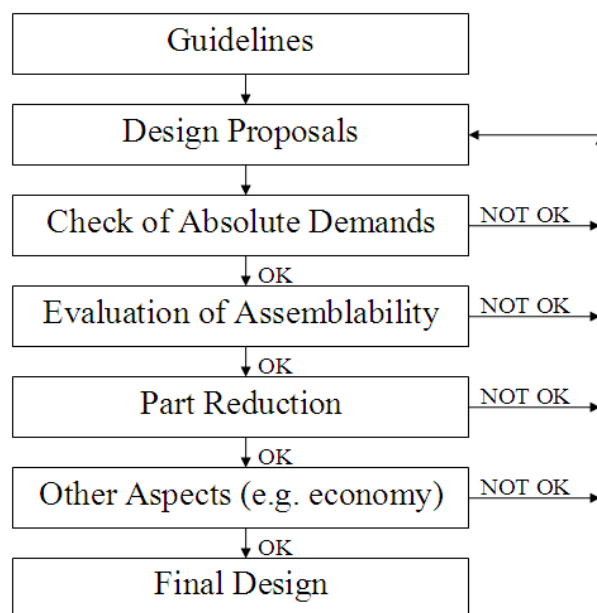 Guidelines
Design Proposals
Check of Absolute Demands
NOT OK
OK
Evaluation of Assemblability
NOT OK
OK
Part Reduction
NOT OK
OK
Other Aspects (e.g. economy)
NOT OK
OK
Final Design